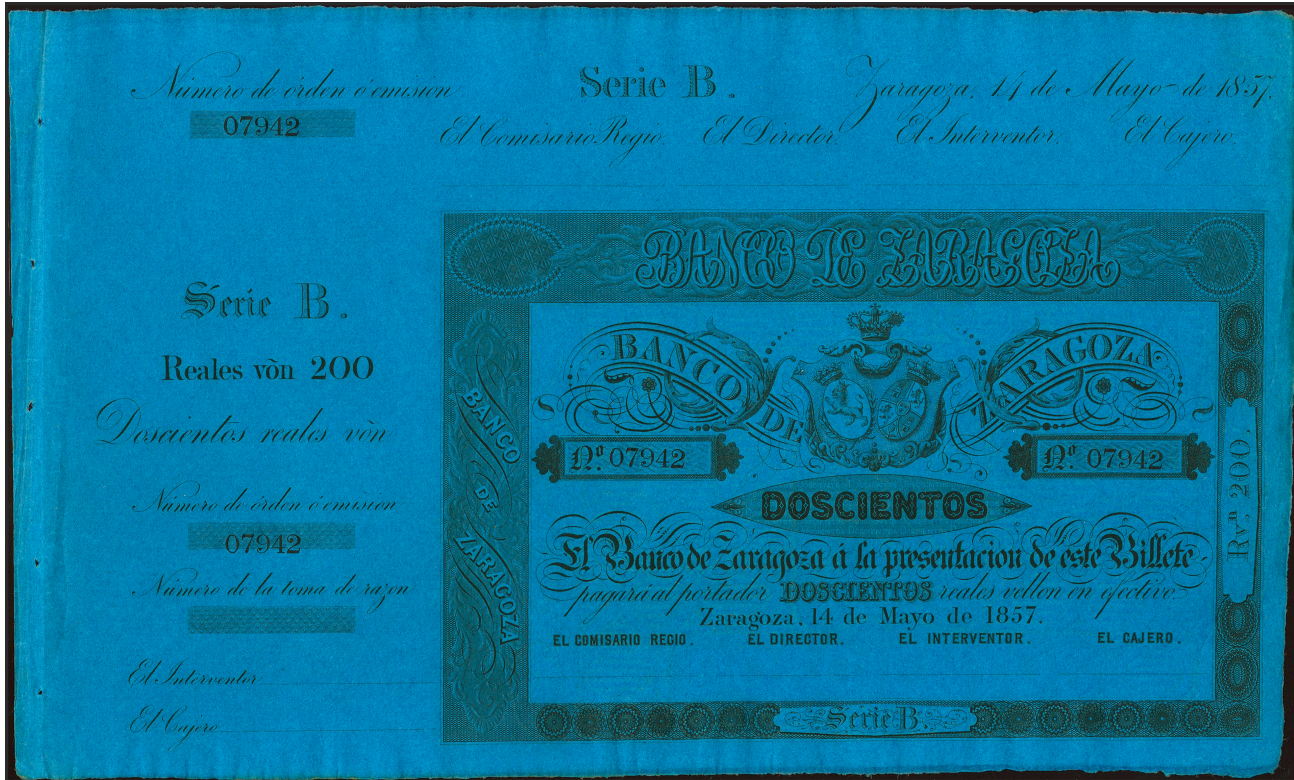 Número de órden ó emision
07942
Serie B.
Zaragoza, 14 de Mayo de 1857.
El Comisario Regio. El Director. El Interventor. El Cajero.
Serie B.
Reales võn 200
Doscientos reales võn
Número de órden ó emision
07942
Número de la toma de razon
El Interventor
El Cajero
BANCO DE ZARAGOZA
BANCO DE ZARAGOZA
BANCO DE ZARAGOZA
Nº 07942
Nº 07942
DOSCIENTOS
El Banco de Zaragoza á la presentacion de este Billete
pagará al portador DOSCIENTOS reales vellon en efectivo
Zaragoza, 14 de Mayo de 1857.
EL COMISARIO REGIO. EL DIRECTOR. EL INTERVENTOR. EL CAJERO.
Rv.ⁿ 200.
Serie B.